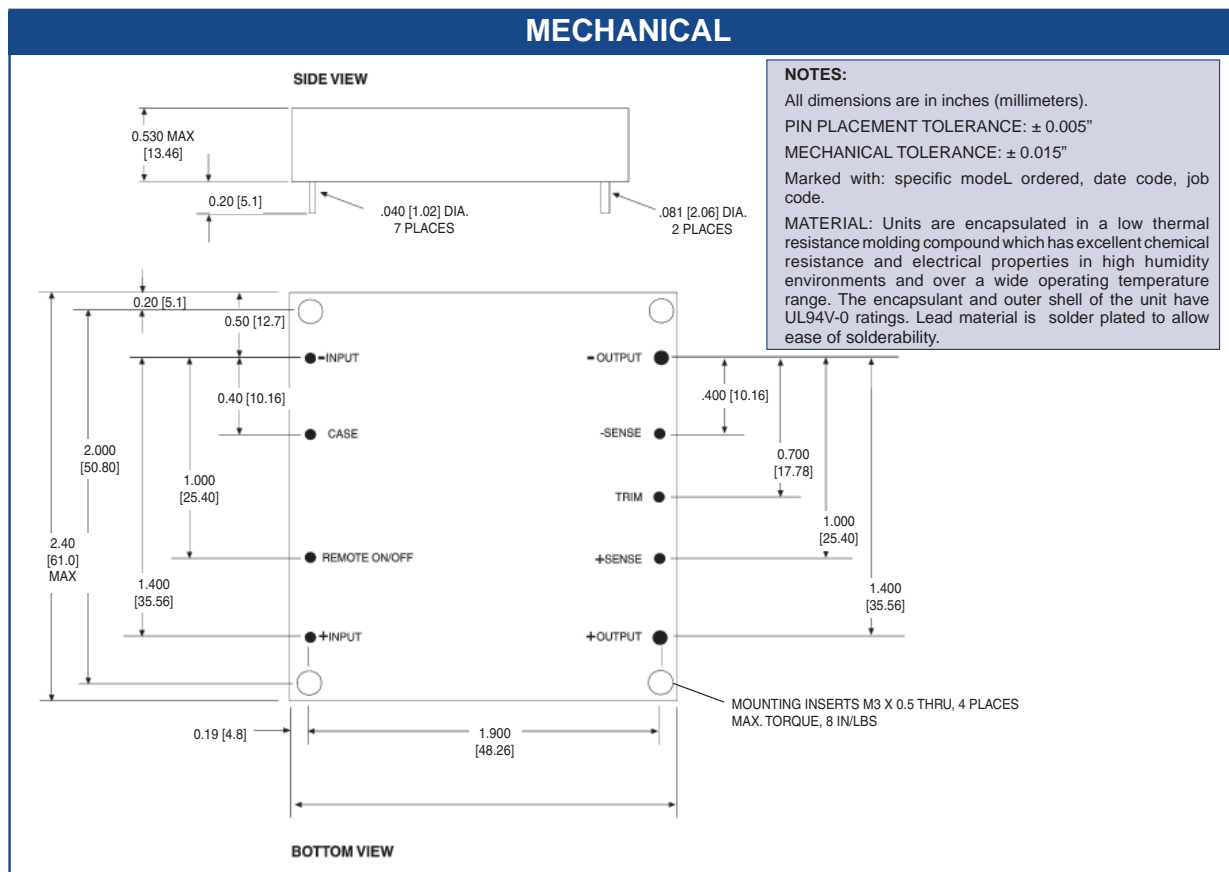 MECHANICAL
SIDE VIEW
0.530 MAX
[13.46]
0.20 [5.1]
.040 [1.02] DIA.
7 PLACES
.081 [2.06] DIA.
2 PLACES
NOTES:
All dimensions are in inches (millimeters).
PIN PLACEMENT TOLERANCE: ± 0.005”
MECHANICAL TOLERANCE: ± 0.015”
Marked with: specific modeL ordered, date code, job
code.
MATERIAL: Units are encapsulated in a low thermal
resistance molding compound which has excellent chemical
resistance and electrical properties in high humidity
environments and over a wide operating temperature
range. The encapsulant and outer shell of the unit have
UL94V-0 ratings. Lead material is solder plated to allow
ease of solderability.
0.20 [5.1]
0.50 [12.7]
-INPUT
-OUTPUT
0.40 [10.16]
.400 [10.16]
CASE
-SENSE
2.000
[50.80]
0.700
[17.78]
1.000
[25.40]
TRIM
1.000
[25.40]
2.40
[61.0]
MAX
REMOTE ON/OFF
+SENSE
1.400
[35.56]
1.400
[35.56]
+INPUT
+OUTPUT
MOUNTING INSERTS M3 X 0.5 THRU, 4 PLACES
MAX. TORQUE, 8 IN/LBS
0.19 [4.8]
1.900
[48.26]
BOTTOM VIEW